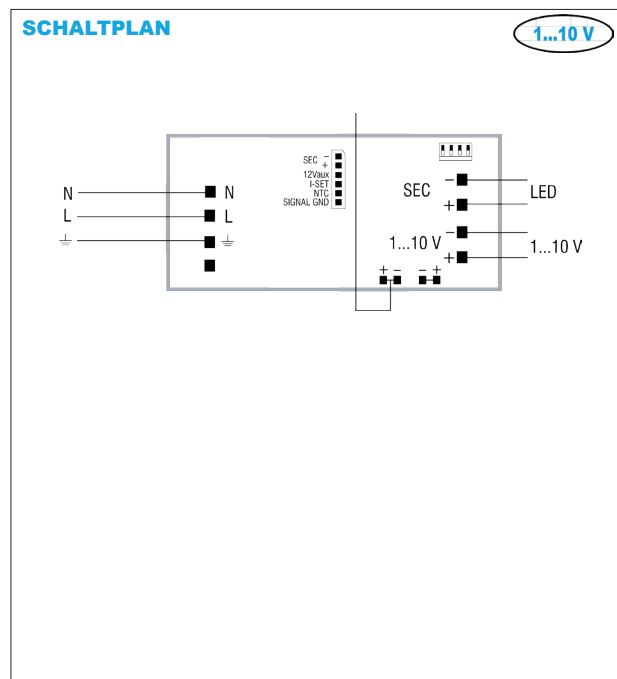 SCHALTPLAN
1...10 V
SEC -
+
12Vaux
I-SET
NTC
SIGNAL GND
N N
L L
SEC
- LED
+
1...10 V
- 1...10 V
+
+ - - +